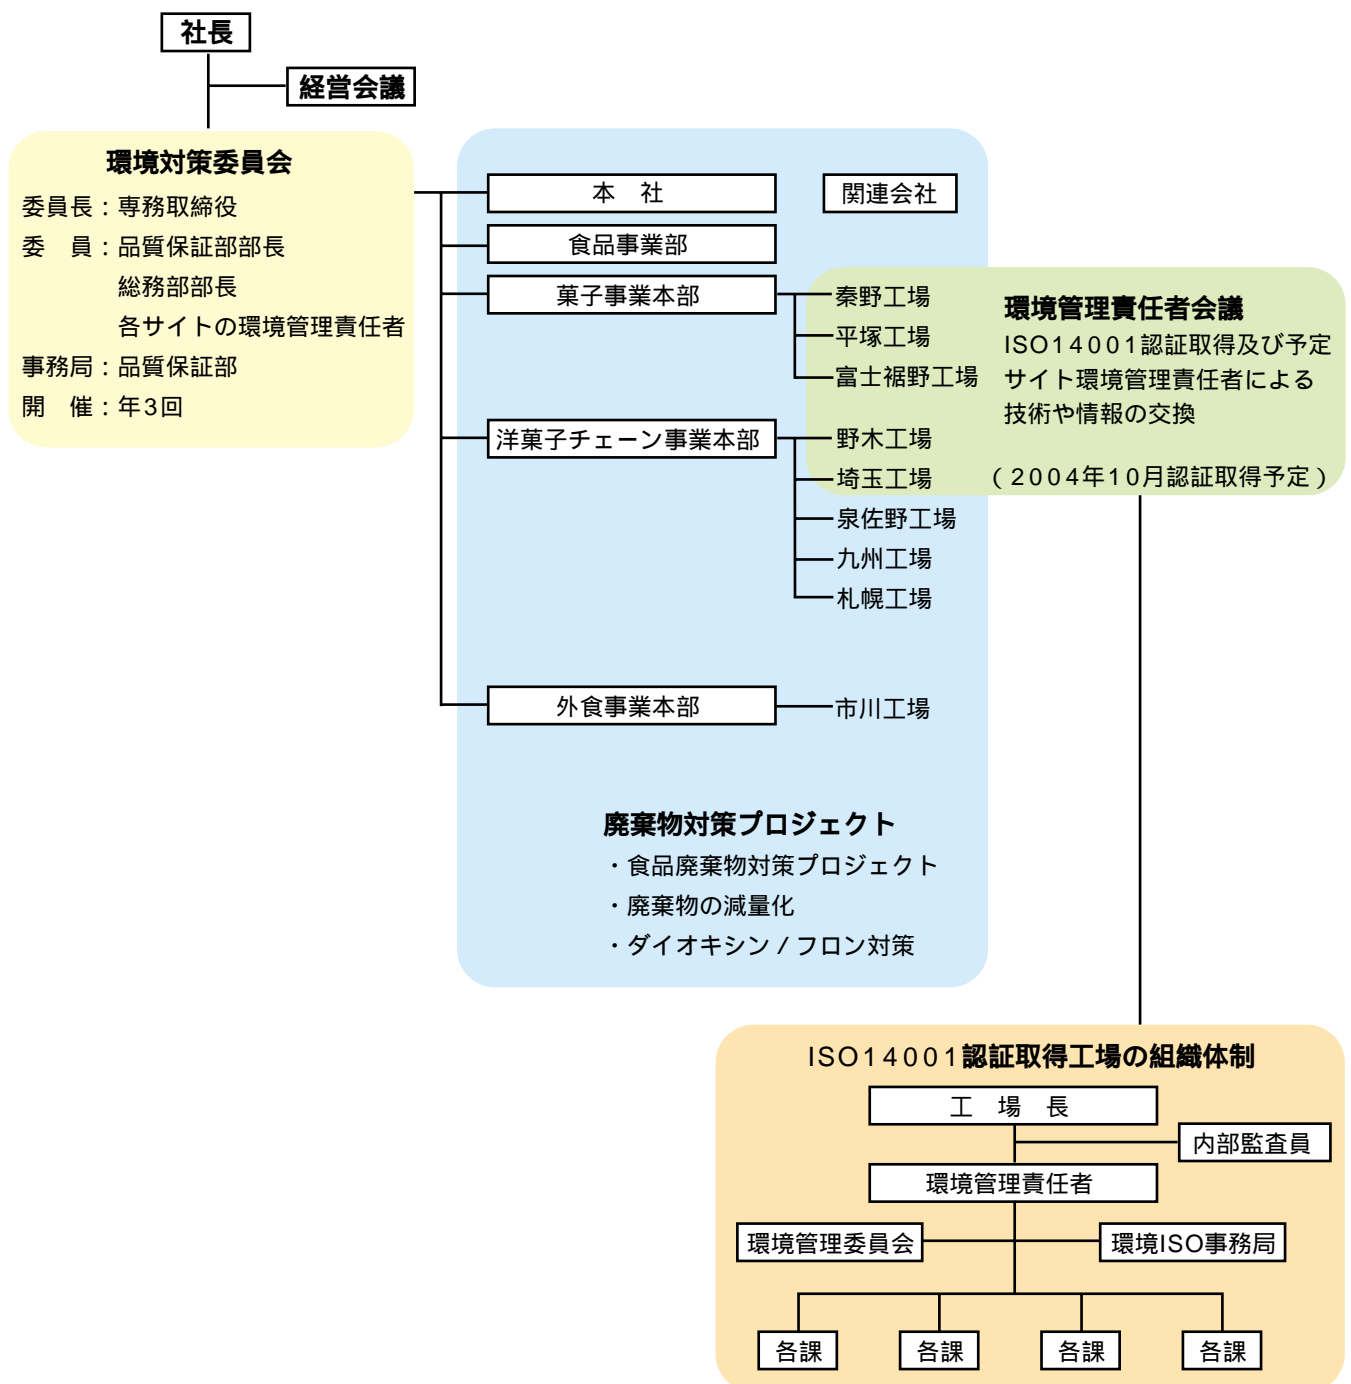 社長
経営会議
環境対策委員会
委員長：専務取締役
委　員：品質保証部部長
総務部部長
各サイトの環境管理責任者
事務局：品質保証部
開　催：年3回
本　社
関連会社
食品事業部
菓子事業本部
秦野工場
平塚工場
富士裾野工場
環境管理責任者会議
ISO14001認証取得及び予定
サイト環境管理責任者による
技術や情報の交換
洋菓子チェーン事業本部
野木工場
埼玉工場
（2004年10月認証取得予定）
泉佐野工場
九州工場
札幌工場
外食事業本部
市川工場
廃棄物対策プロジェクト
・食品廃棄物対策プロジェクト
・廃棄物の減量化
・ダイオキシン／フロン対策
ISO14001認証取得工場の組織体制
工　場　長
内部監査員
環境管理責任者
環境管理委員会
環境ISO事務局
各課
各課
各課
各課